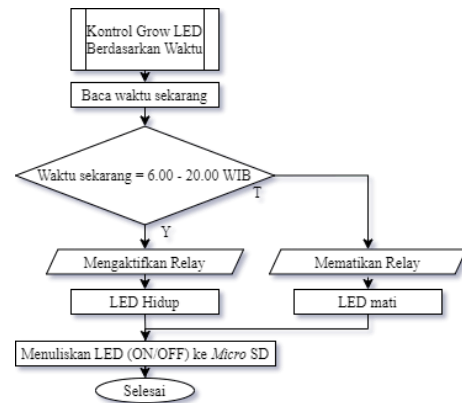 Kontrol Grow LED
Berdasarkan Waktu
Baca waktu sekarang
Waktu sekarang = 6.00 - 20.00 WIB
T
Y
Mengaktifkan Relay
Mematikan Relay
LED Hidup
LED mati
Menuliskan LED (ON/OFF) ke Micro SD
Selesai